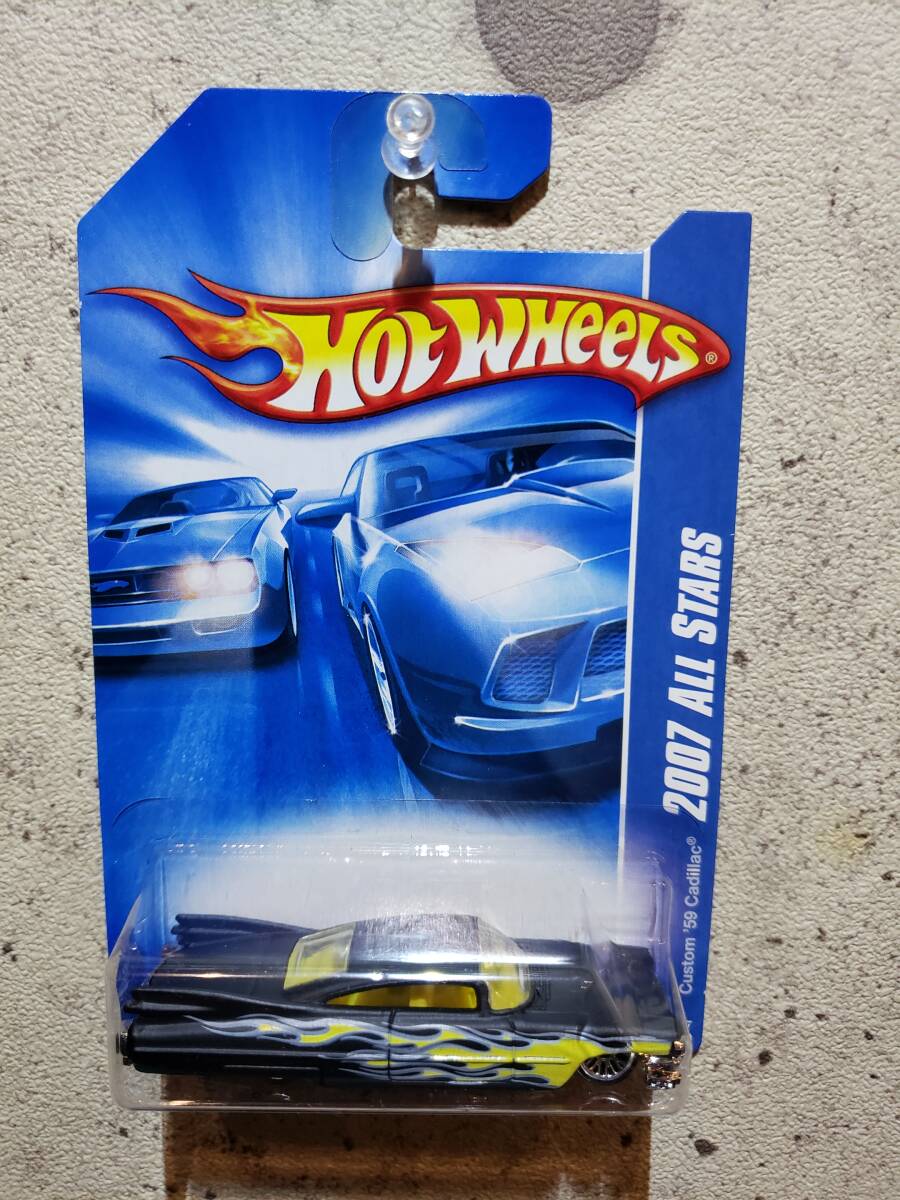 HOT WHEELS®
2007 ALL STARS
Custom '59 Cadillac®